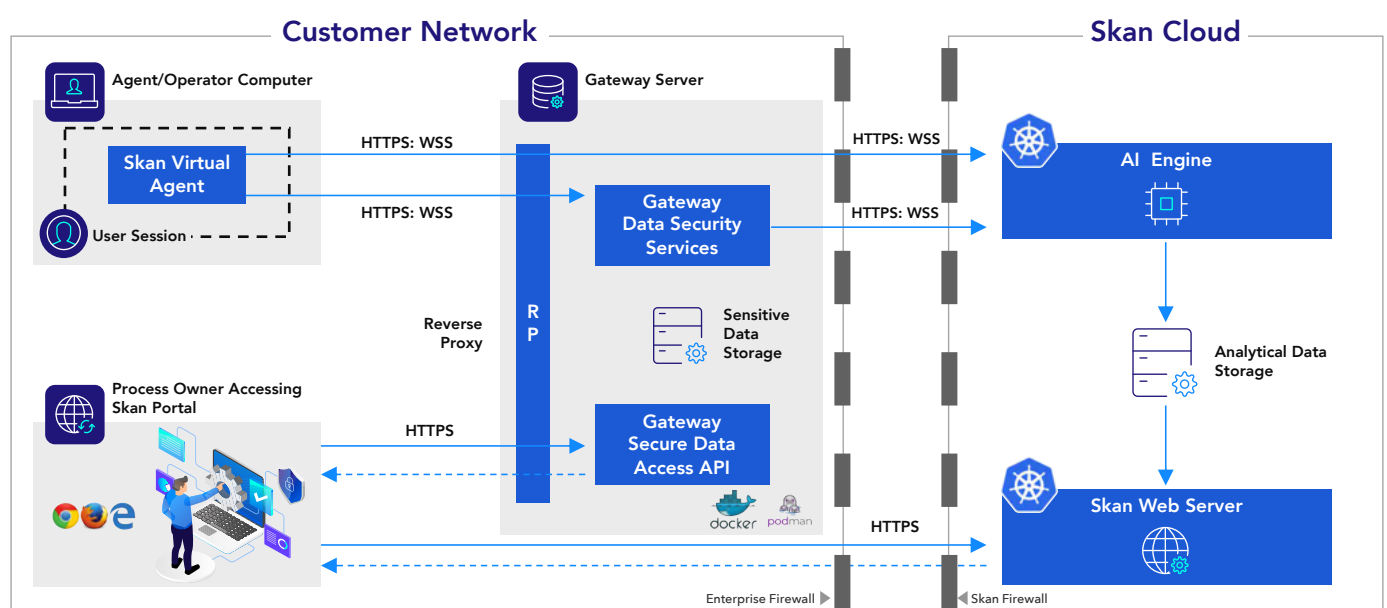 Customer Network
Skan Cloud
Agent/Operator Computer
Gateway Server
HTTPS: WSS
HTTPS: WSS
Skan Virtual
Agent
AI Engine
HTTPS: WSS
HTTPS: WSS
Gateway
Data Security
Services
User Session
R
P
Reverse
Proxy
Sensitive
Data
Storage
Analytical Data
Storage
Process Owner Accessing
Skan Portal
HTTPS
Gateway
Secure Data
Access API
docker
podman
HTTPS
Skan Web Server
Enterprise Firewall
Skan Firewall